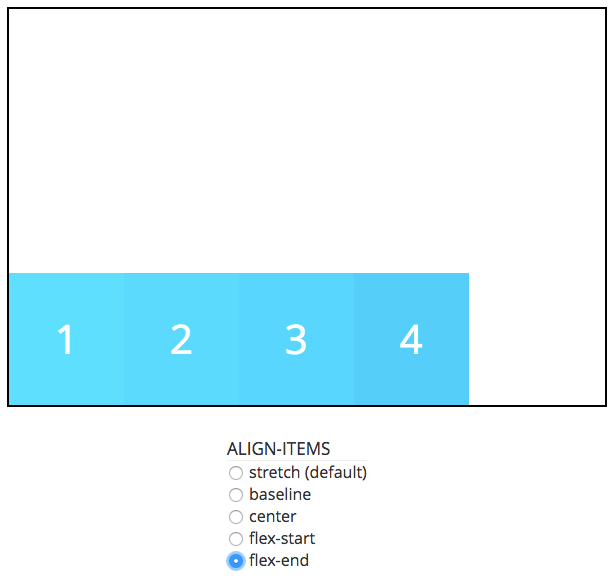 1 2 3 4
ALIGN-ITEMS
stretch (default)
baseline
center
flex-start
flex-end